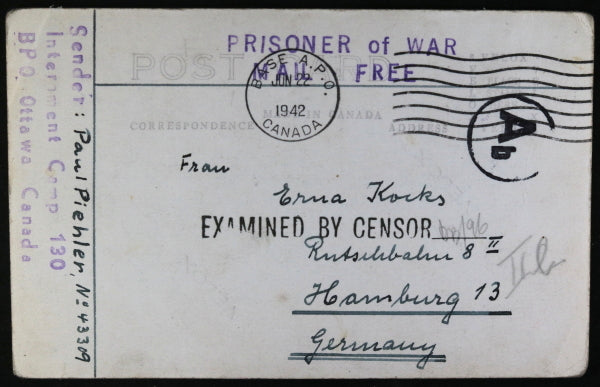 PRISONER of WAR
MAIL FREE
POST CARD
BASE A.P.O.
JUN 22
1942
CANADA
MADE IN CANADA
CORRESPONDENCE ADDRESS
Ab
Sender: Paul Piehler, No 43309
Internment Camp 130
BPO. Ottawa Canada
Frau
Erna Kocks
EXAMINED BY CENSOR
Rutschbahn 8 II
Hamburg 13
Germany